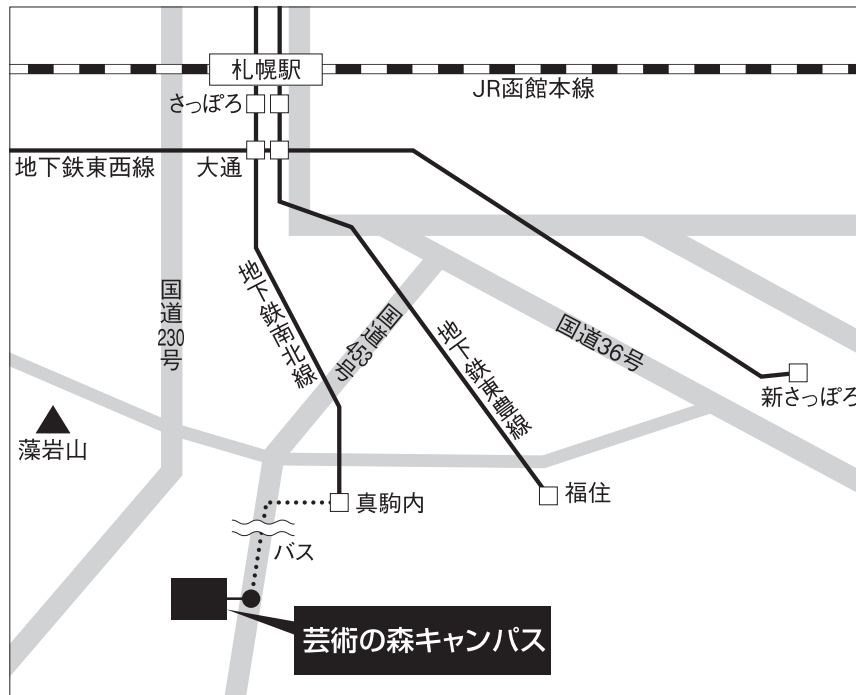 札幌駅
JR函館本線
さっぽろ
地下鉄東西線
大通
国道230号
地下鉄南北線
国道453号
地下鉄東豊線
国道36号
新さっぽろ
藻岩山
真駒内
福住
バス
芸術の森キャンパス